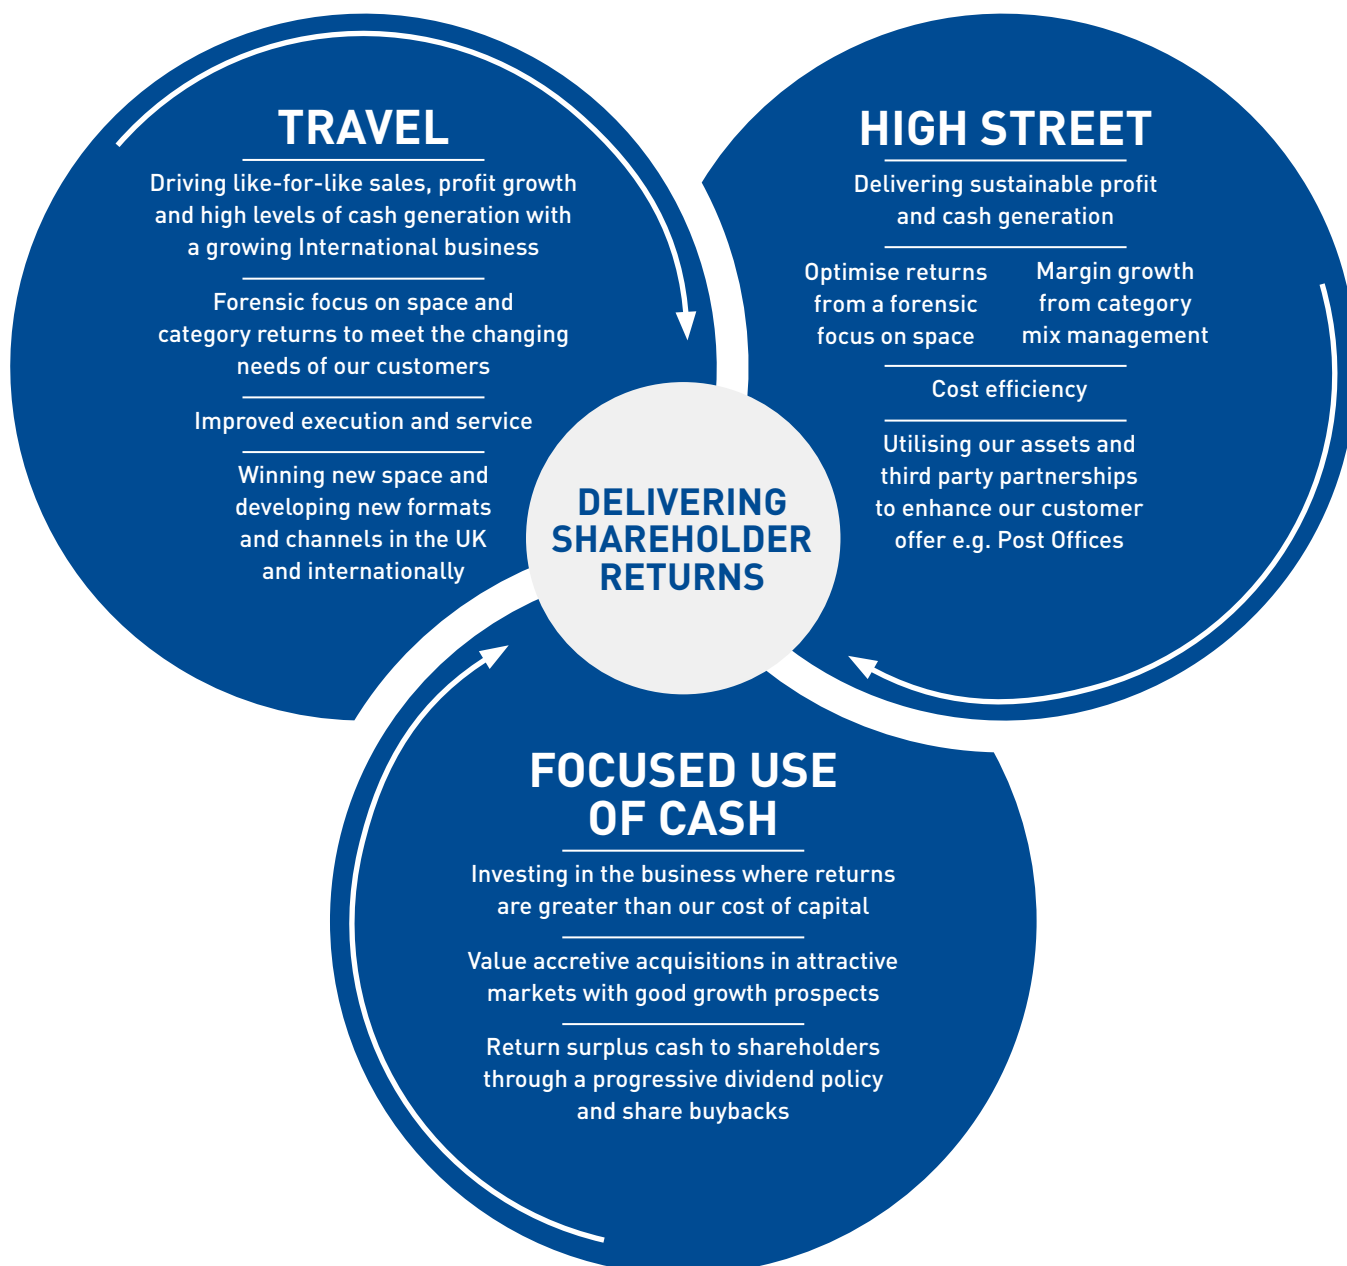 TRAVEL
Driving like-for-like sales, profit growth
and high levels of cash generation with
a growing International business
Forensic focus on space and
category returns to meet the changing
needs of our customers
Improved execution and service
Winning new space and
developing new formats
and channels in the UK
and internationally
HIGH STREET
Delivering sustainable profit
and cash generation
Optimise returns
from a forensic
focus on space
Margin growth
from category
mix management
Cost efficiency
Utilising our assets and
third party partnerships
to enhance our customer
offer e.g. Post Offices
DELIVERING
SHAREHOLDER
RETURNS
FOCUSED USE
OF CASH
Investing in the business where returns
are greater than our cost of capital
Value accretive acquisitions in attractive
markets with good growth prospects
Return surplus cash to shareholders
through a progressive dividend policy
and share buybacks